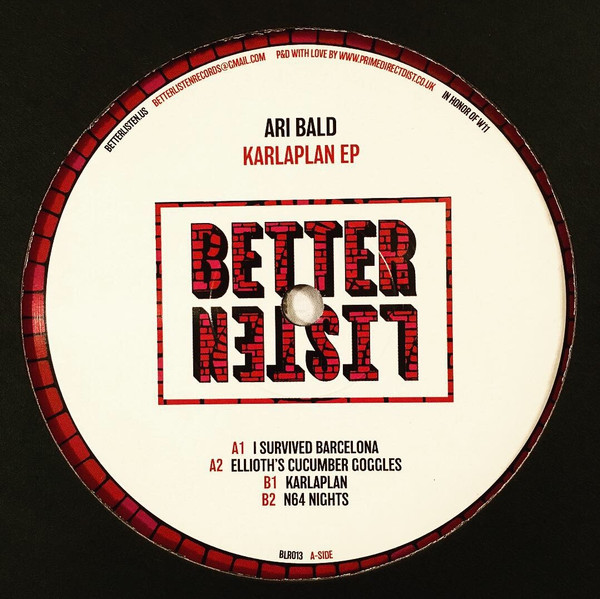 BETTERLISTEN.US BETTERLISTENRECORDS@GMAIL.COM P&D WITH LOVE BY WWW.PRIMEDIRECTDIST.CO.UK IN HONOR OF W11
ARI BALD
KARLAPLAN EP
BETTER
LISTEN
A1 I SURVIVED BARCELONA
A2 ELLIOTH'S CUCUMBER GOGGLES
B1 KARLAPLAN
B2 N64 NIGHTS
BLR013 A-SIDE